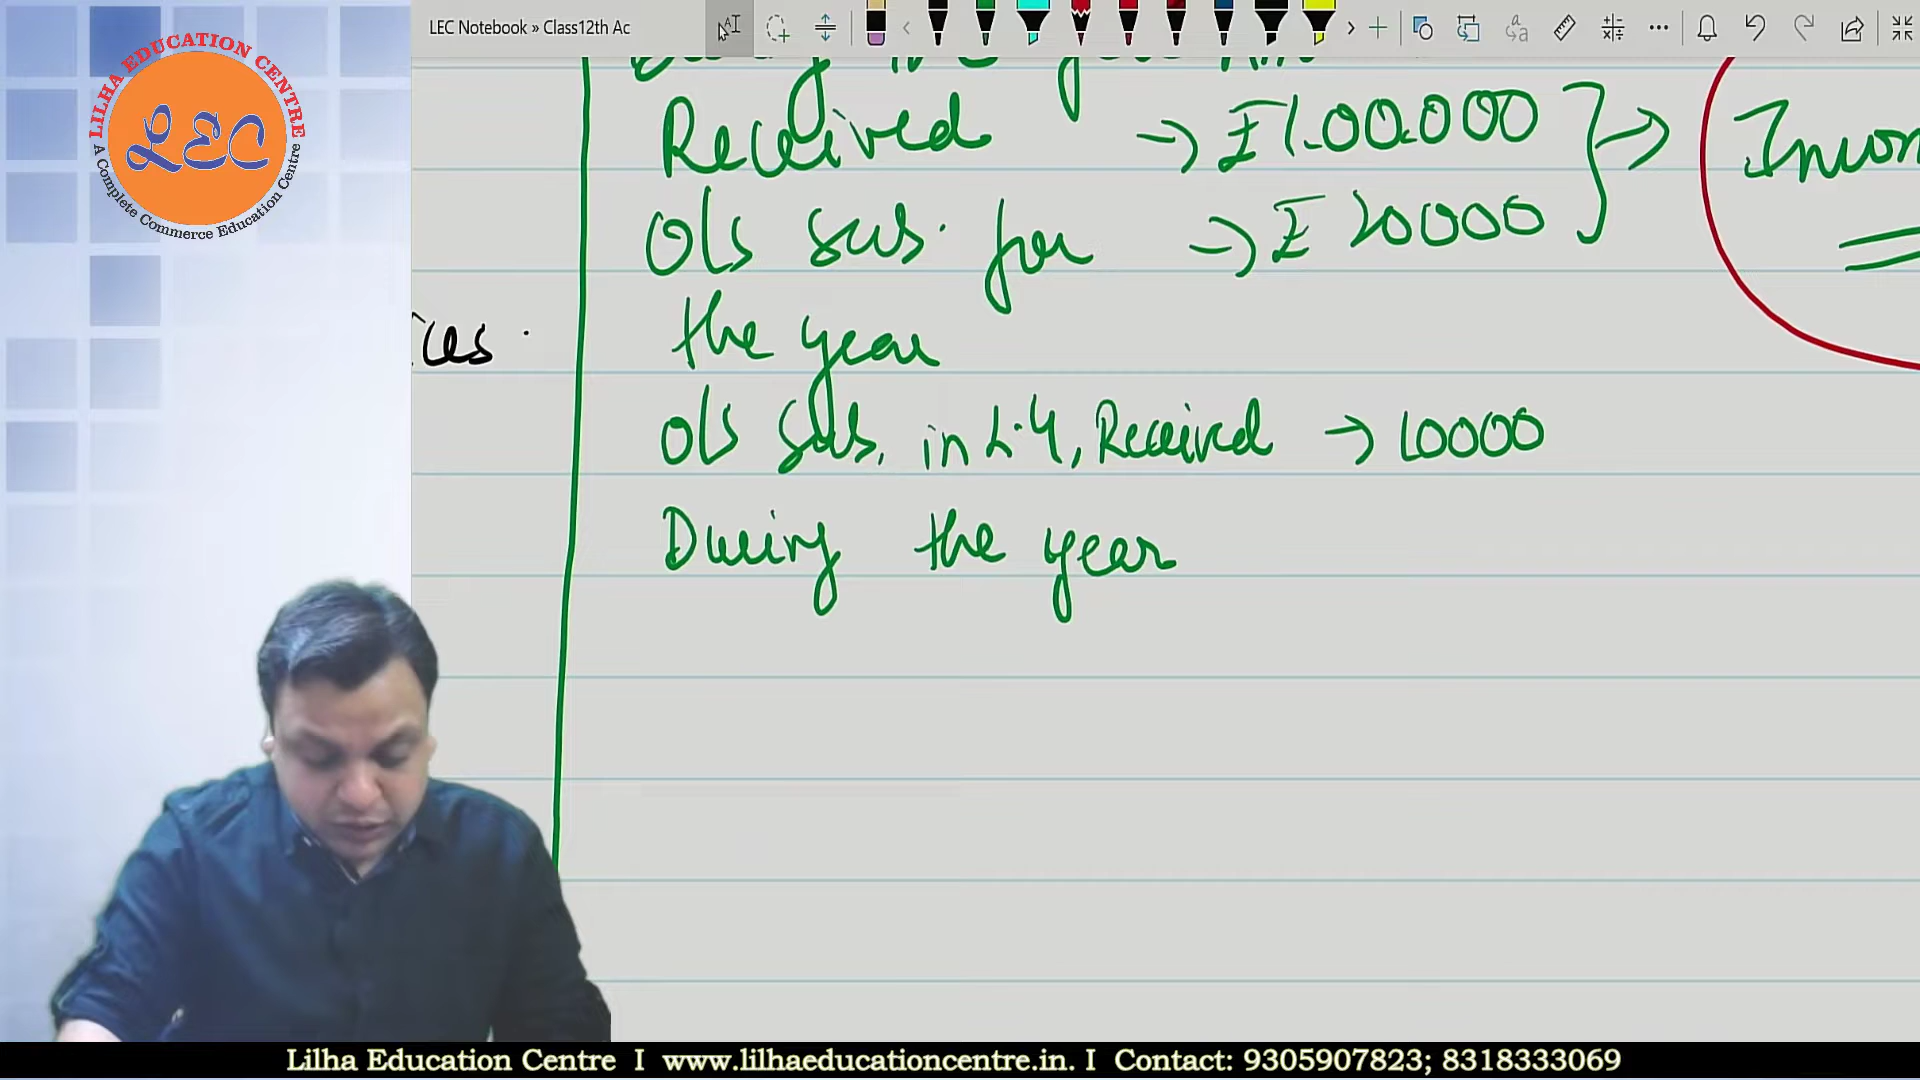 LEC Notebook » Class12th Ac
LILHA EDUCATION CENTRE
LEC
A Complete Commerce Education Centre
Received → ₹1,00,000
O/s sub. for → ₹ 20000
the year
O/s Sub. in L.Y, Received → 10000
During the year
Lilha Education Centre I www.lilhaeducationcentre.in. I Contact: 9305907823; 8318333069